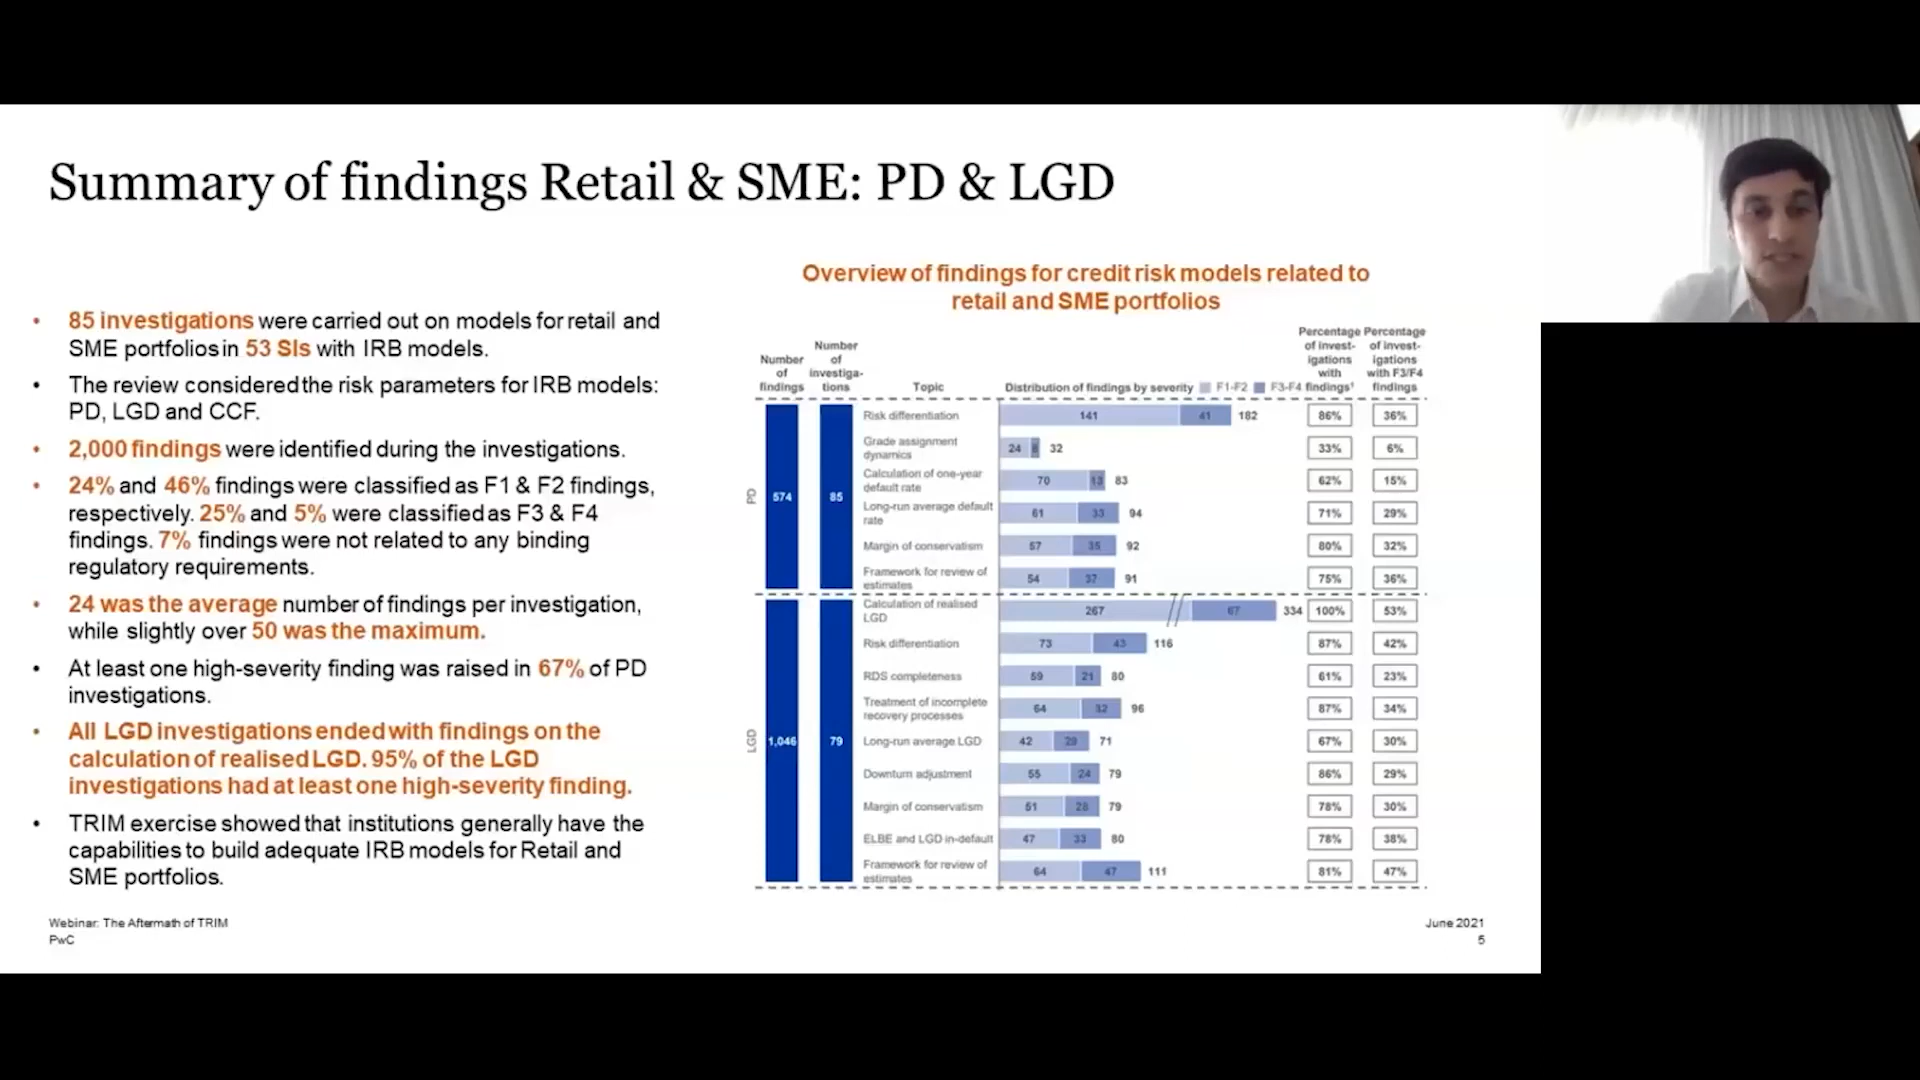 Summary of findings Retail & SME: PD & LGD
• 85 investigations were carried out on models for retail and
SME portfolios in 53 SIs with IRB models.
• The review considered the risk parameters for IRB models:
PD, LGD and CCF.
• 2,000 findings were identified during the investigations.
• 24% and 46% findings were classified as F1 & F2 findings,
respectively. 25% and 5% were classified as F3 & F4
findings. 7% findings were not related to any binding
regulatory requirements.
• 24 was the average number of findings per investigation,
while slightly over 50 was the maximum.
• At least one high-severity finding was raised in 67% of PD
investigations.
• All LGD investigations ended with findings on the
calculation of realised LGD. 95% of the LGD
investigations had at least one high-severity finding.
• TRIM exercise showed that institutions generally have the
capabilities to build adequate IRB models for Retail and
SME portfolios.
Overview of findings for credit risk models related to
retail and SME portfolios
Number
of
findings
Number
of
investiga-
tions
Topic
Distribution of findings by severity F1-F2 F3-F4
Percentage
of invest-
igations
with
findings¹
Percentage
of invest-
igations
with F3/F4
findings
PD
574
85
Risk differentiation 141 41 182 86% 36%
Grade assignment
dynamics
24 8 32 33% 6%
Calculation of one-year
default rate
70 13 83 62% 15%
Long-run average default
rate
61 33 94 71% 29%
Margin of conservatism 57 35 92 80% 32%
Framework for review of
estimates
54 37 91 75% 36%
LGD
1,046
79
Calculation of realised
LGD
267 67 334 100% 53%
Risk differentiation 73 43 116 87% 42%
RDS completeness 59 21 80 61% 23%
Treatment of incomplete
recovery processes
64 32 96 87% 34%
Long-run average LGD 42 29 71 67% 30%
Downturn adjustment 55 24 79 86% 29%
Margin of conservatism 51 28 79 78% 30%
ELBE and LGD in-default 47 33 80 78% 38%
Framework for review of
estimates
64 47 111 81% 47%
Webinar: The Aftermath of TRIM
PwC
June 2021
5